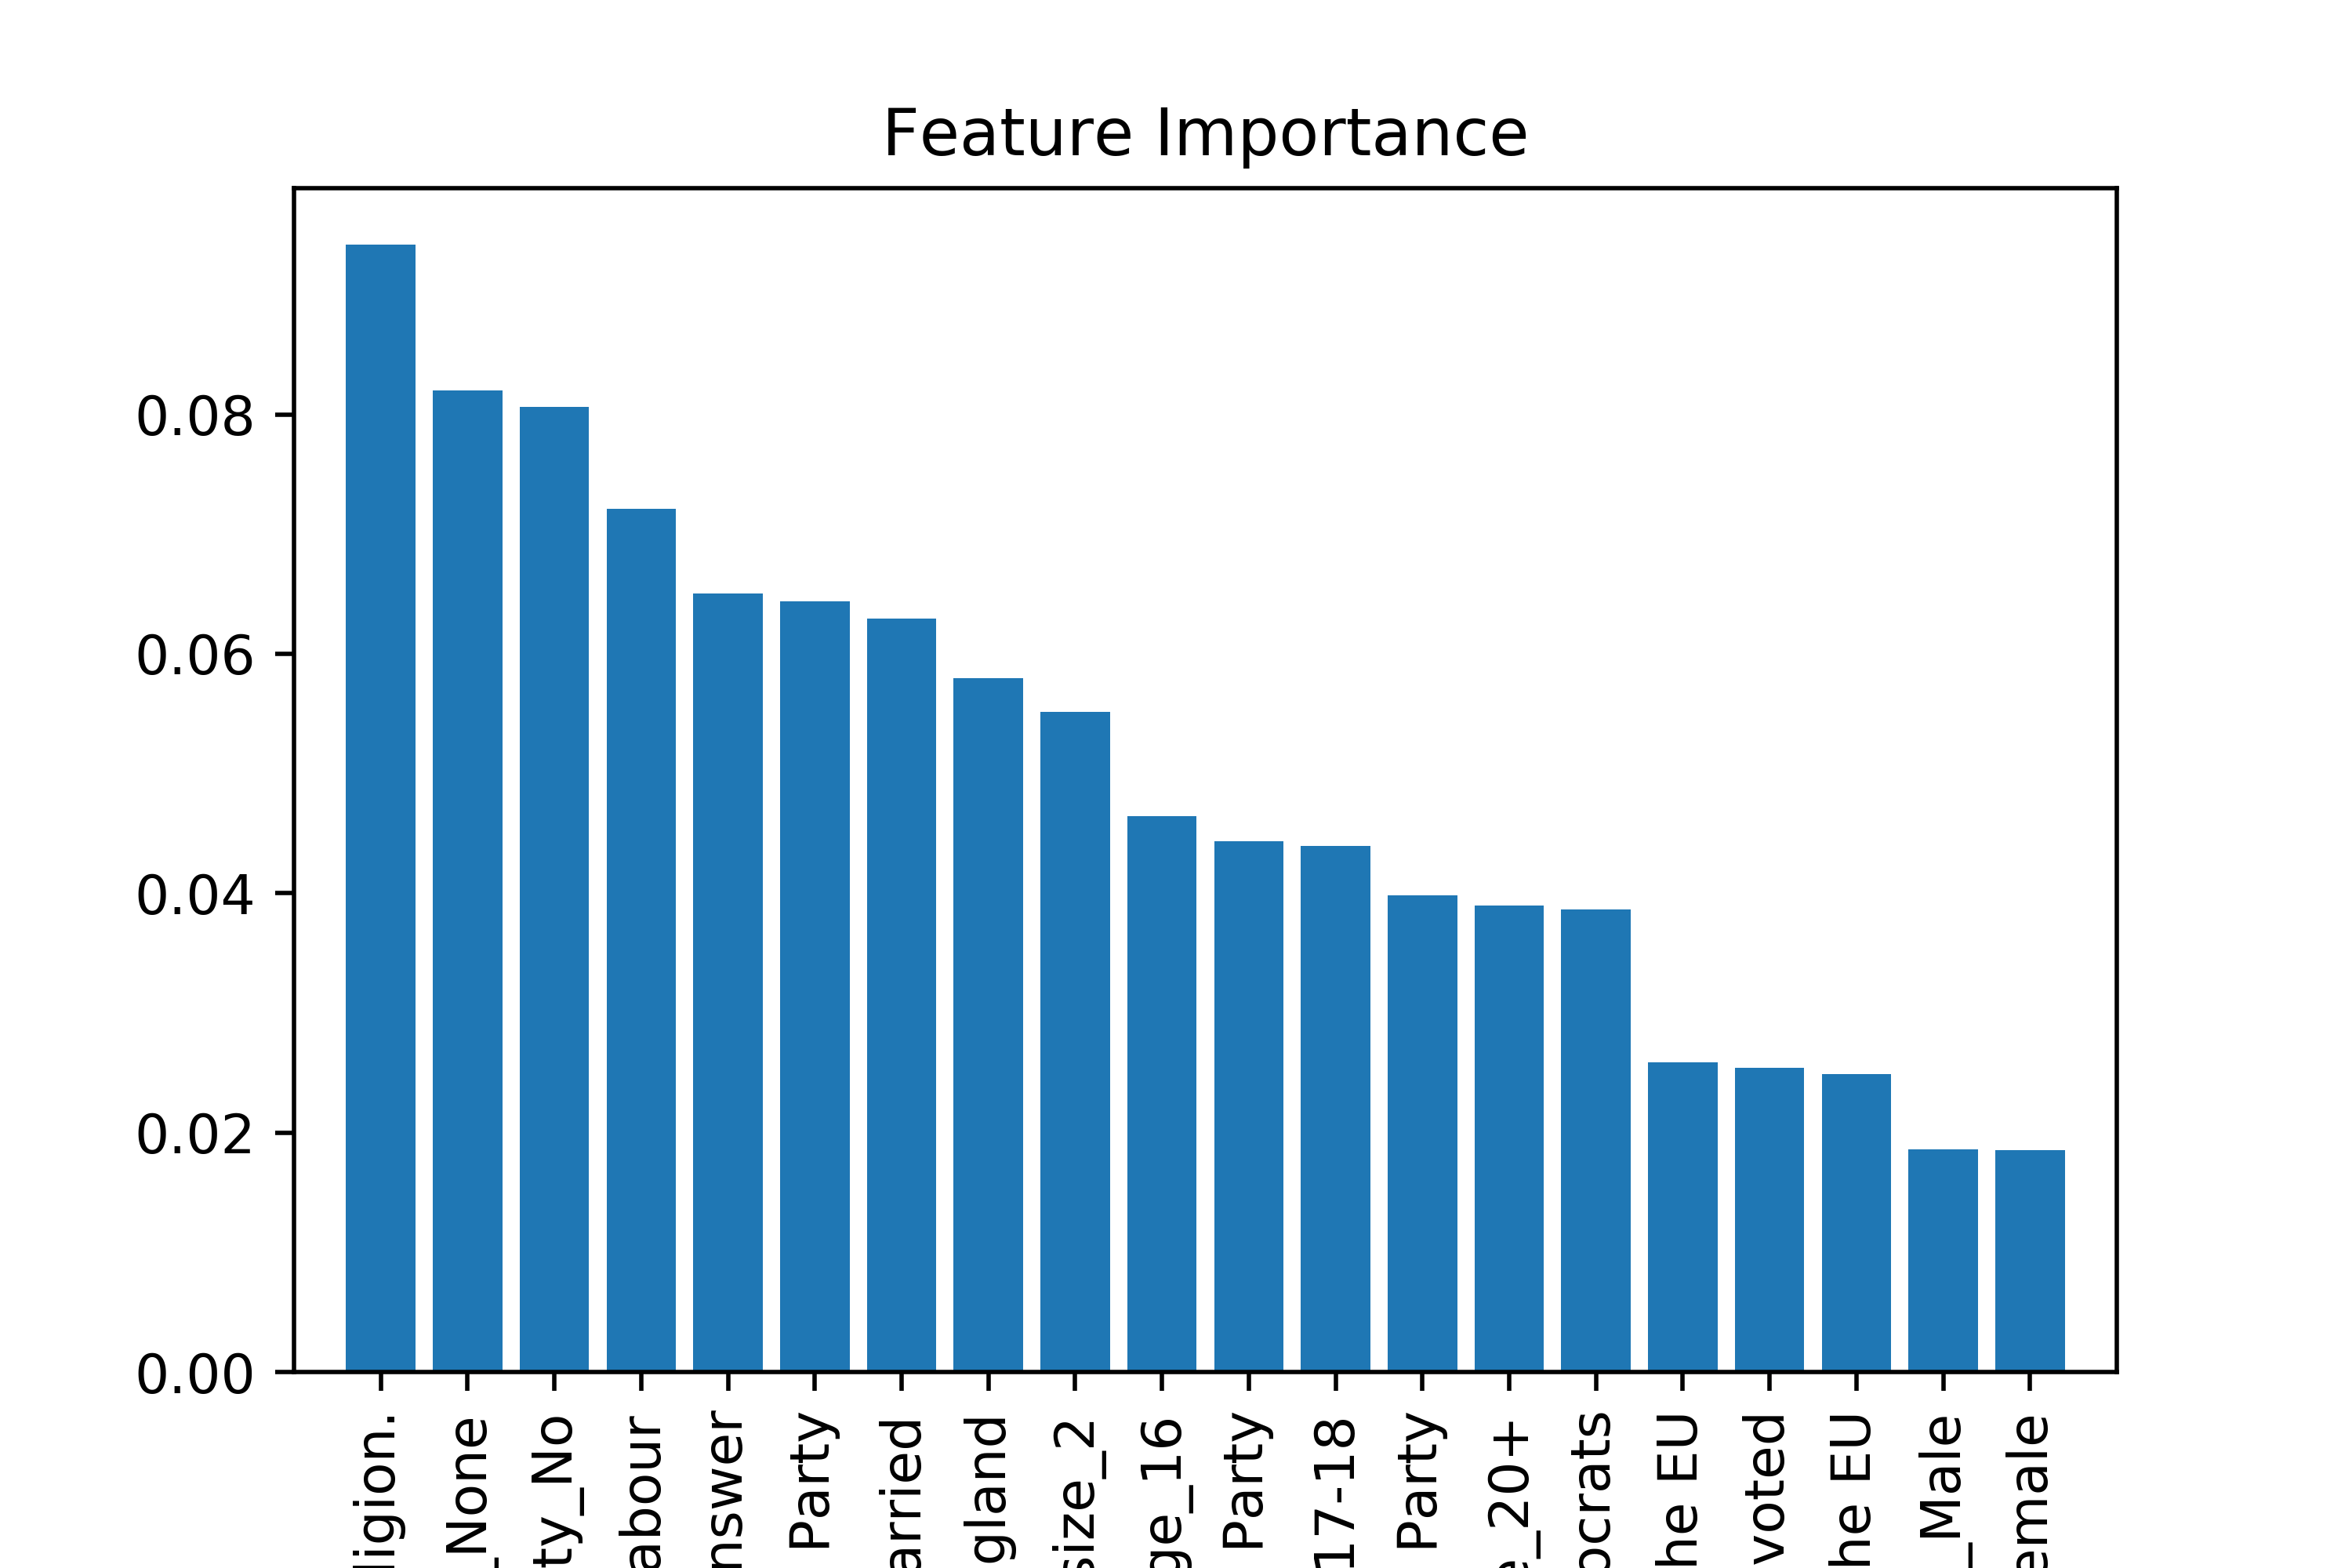 Feature Importance
0.08
0.06
0.04
0.02
0.00
ligion.
_None
ty_No
abour
nswer
Party
arried
gland
size_2
ge_16
Party
17-18
Party
e_20+
ocrats
he EU
voted
he EU
_Male
emale